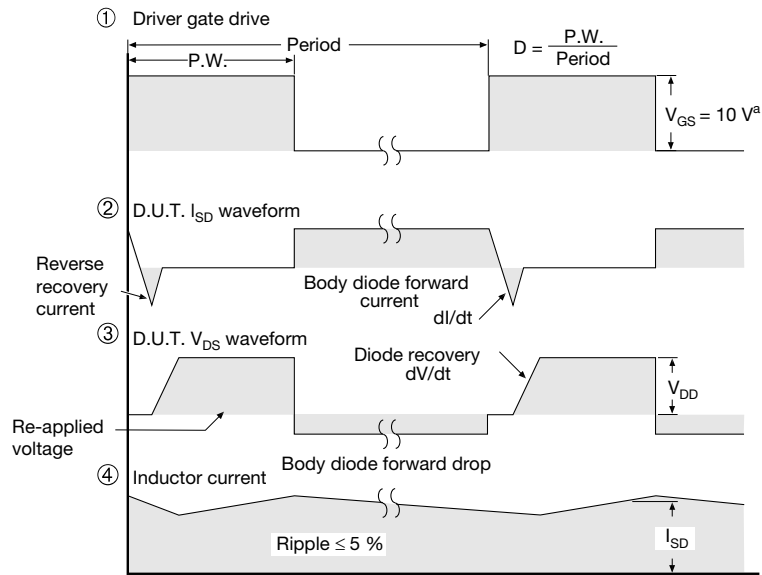 ① Driver gate drive
Period
P.W.
D = P.W. / Period
V_GS = 10 V^a
② D.U.T. I_SD waveform
Reverse
recovery
current
Body diode forward
current
dI/dt
③ D.U.T. V_DS waveform
Diode recovery
dV/dt
V_DD
Re-applied
voltage
Body diode forward drop
④ Inductor current
Ripple ≤ 5 %
I_SD